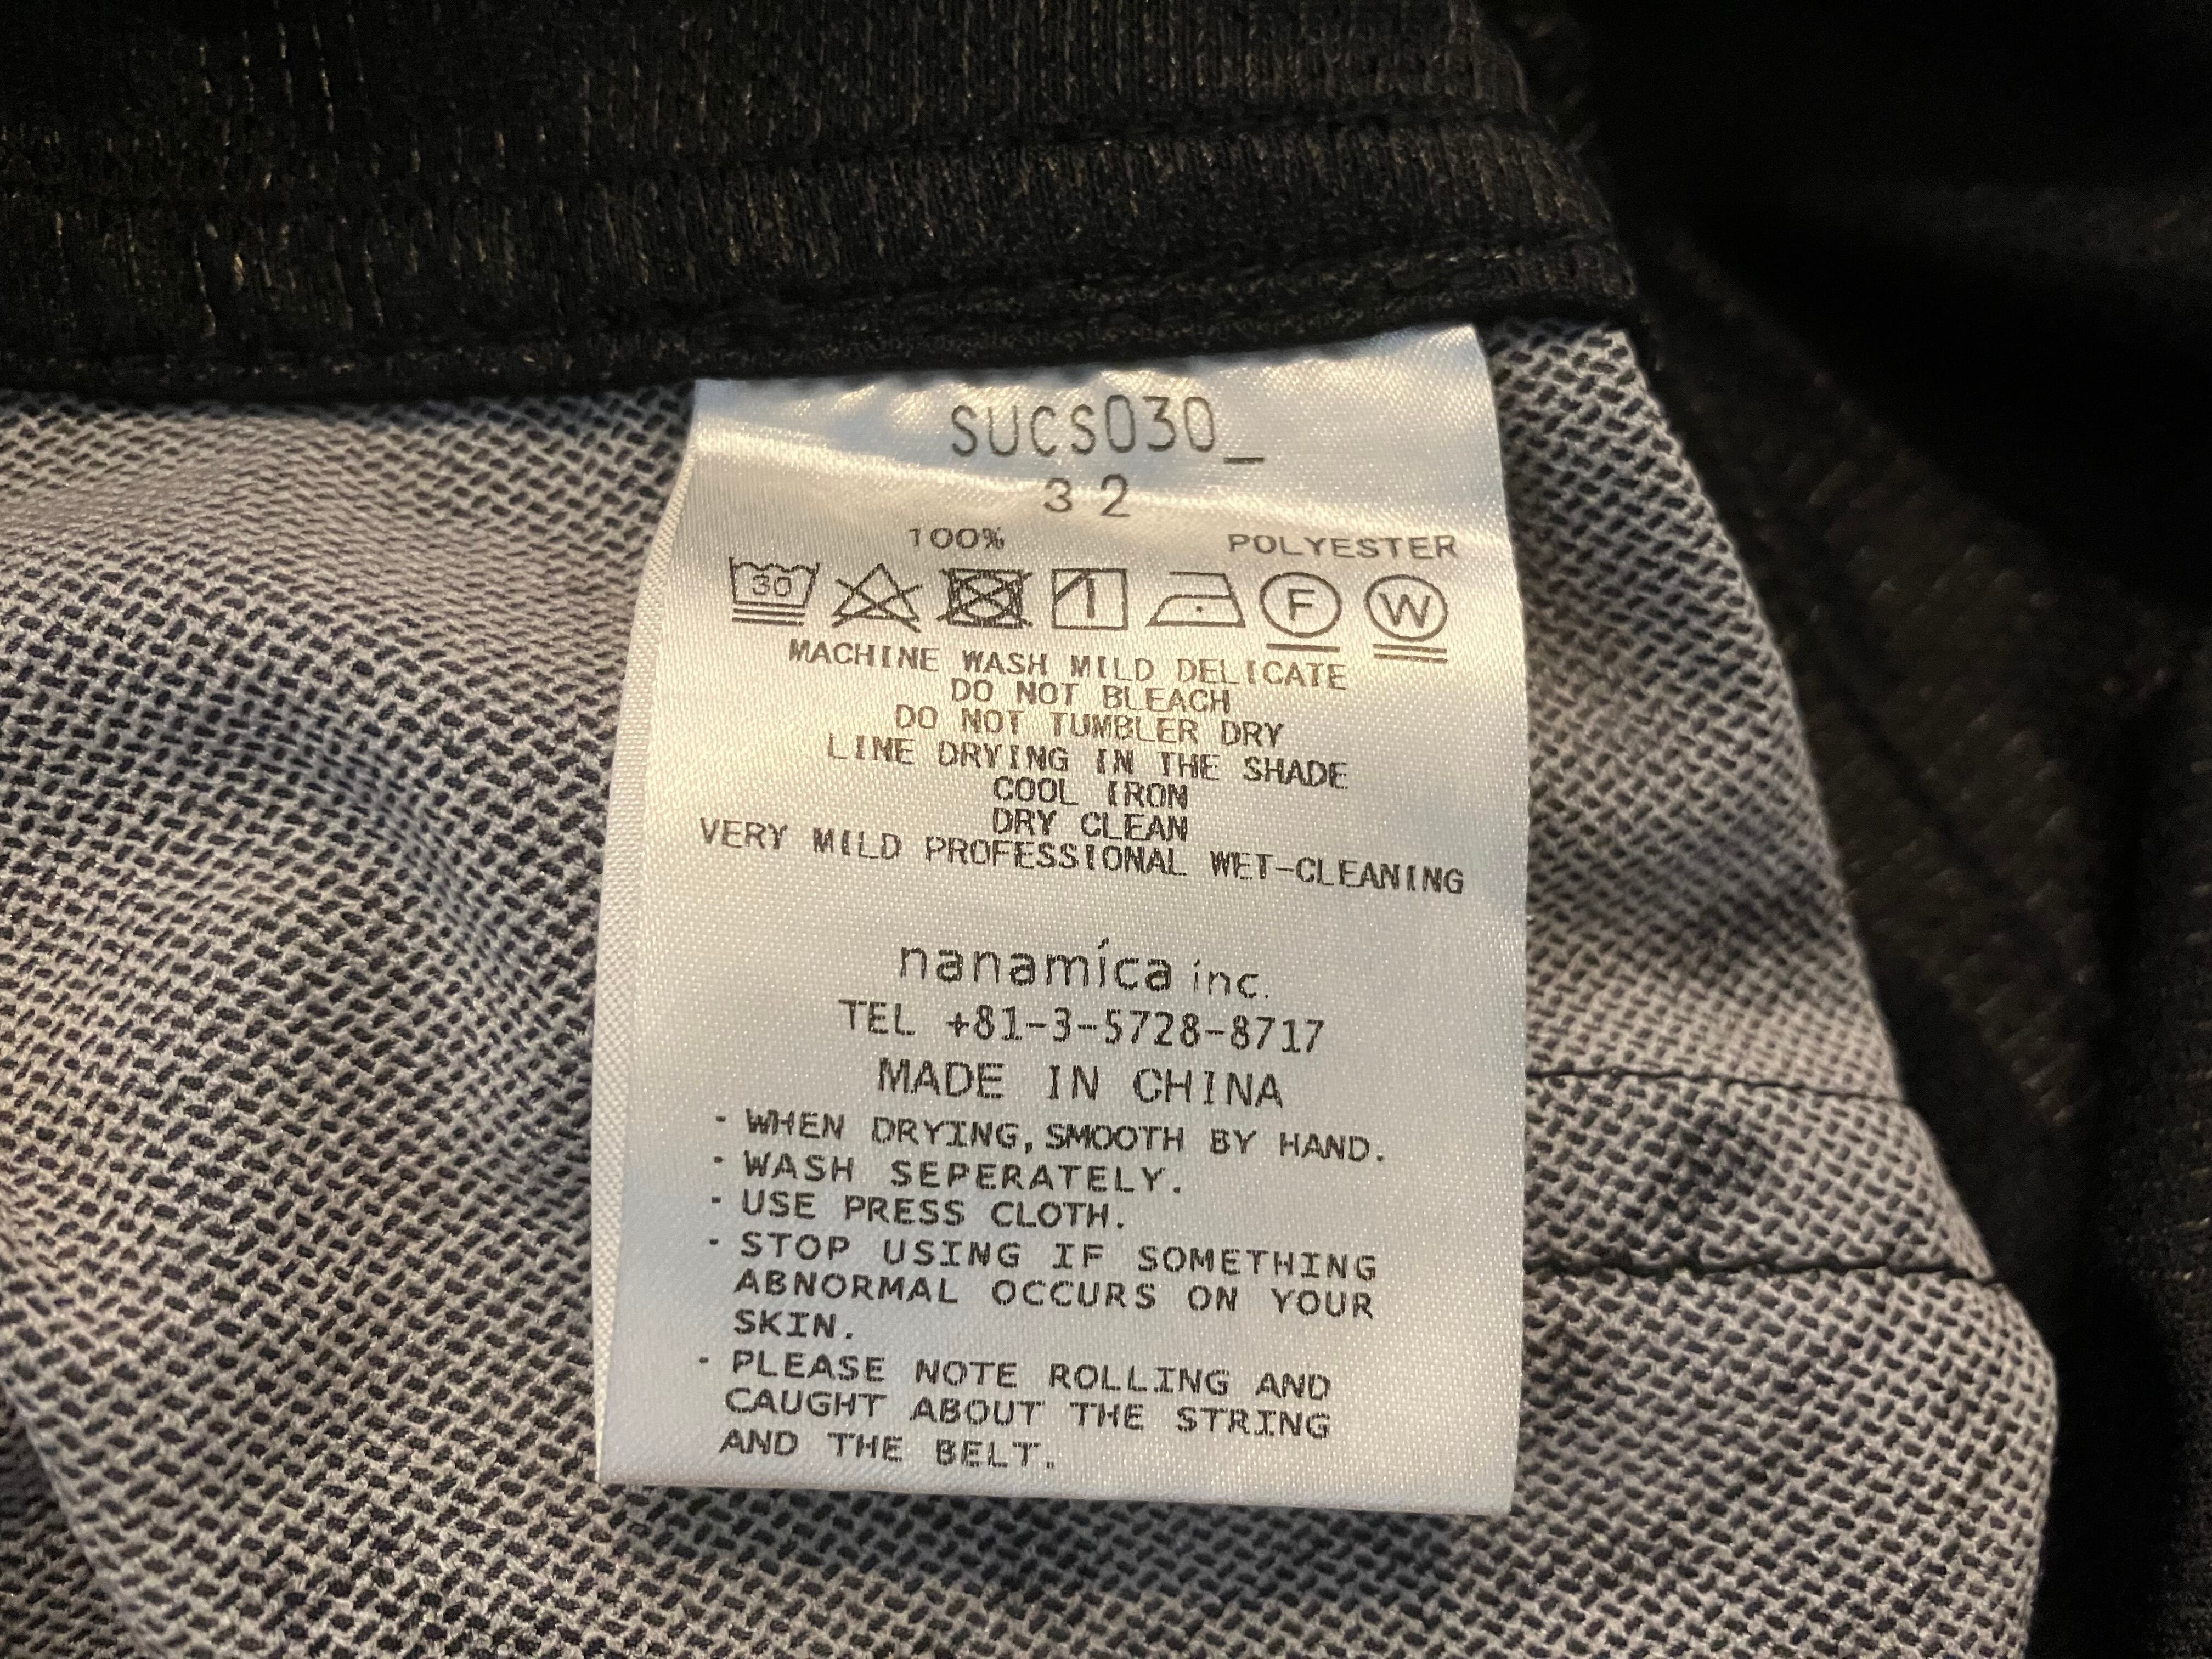 SUCS030_
32
100% POLYESTER
30 1 F W
MACHINE WASH MILD DELICATE
DO NOT BLEACH
DO NOT TUMBLER DRY
LINE DRYING IN THE SHADE
COOL IRON
DRY CLEAN
VERY MILD PROFESSIONAL WET-CLEANING
nanamica inc.
TEL +81-3-5728-8717
MADE IN CHINA
- WHEN DRYING, SMOOTH BY HAND.
- WASH SEPERATELY.
- USE PRESS CLOTH.
- STOP USING IF SOMETHING
ABNORMAL OCCURS ON YOUR
SKIN.
- PLEASE NOTE ROLLING AND
CAUGHT ABOUT THE STRING
AND THE BELT.